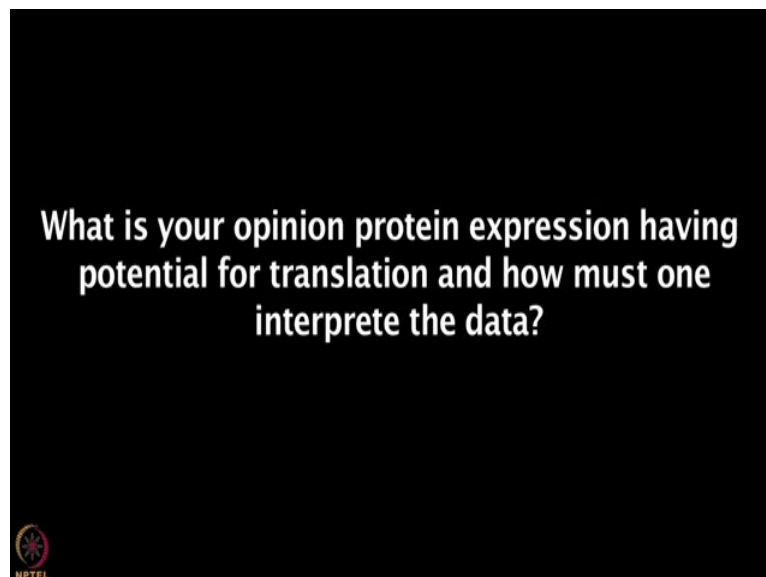 What is your opinion protein expression having
potential for translation and how must one
interprete the data?
NPTEL